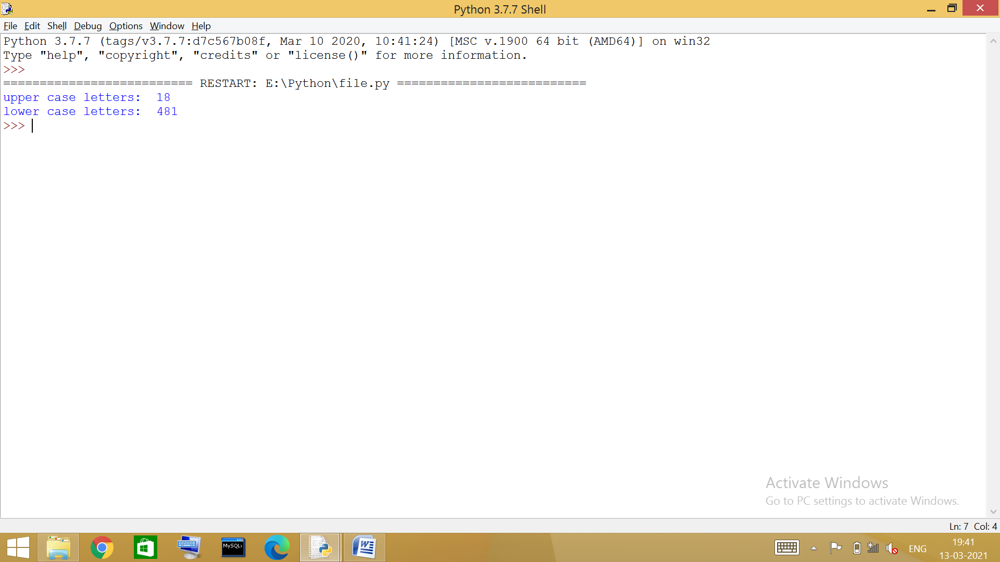 Python 3.7.7 Shell
File Edit Shell Debug Options Window Help
Python 3.7.7 (tags/v3.7.7:d7c567b08f, Mar 10 2020, 10:41:24) [MSC v.1900 64 bit (AMD64)] on win32
Type "help", "copyright", "credits" or "license()" for more information.
>>>
========================== RESTART: E:\Python\file.py ==========================
upper case letters:  18
lower case letters:  481
>>>
Activate Windows
Go to PC settings to activate Windows.
Ln: 7 Col: 4
MySQL>
W
ENG
19:41
13-03-2021